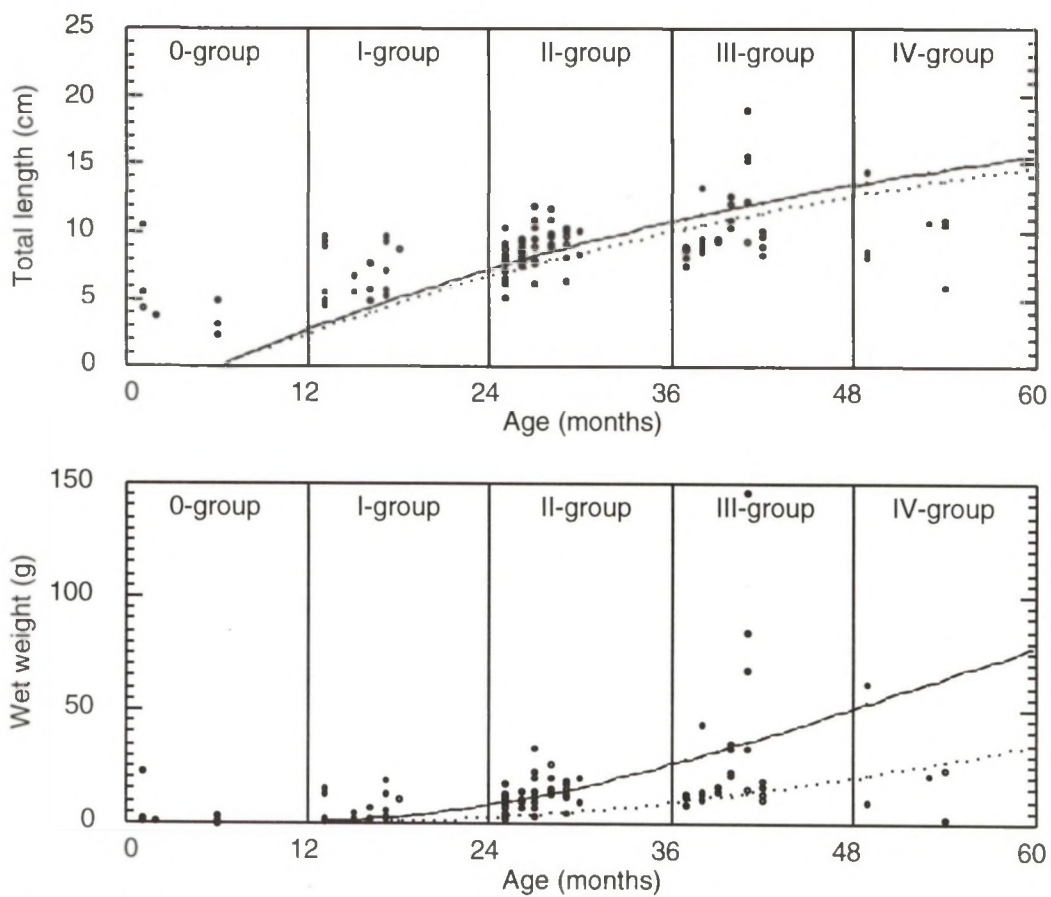 25
20
15
10
5
0
Total length (cm)
0-group I-group II-group III-group IV-group
0 12 24 36 48 60
Age (months)
150
100
50
0
Wet weight (g)
0-group I-group II-group III-group IV-group
0 12 24 36 48 60
Age (months)